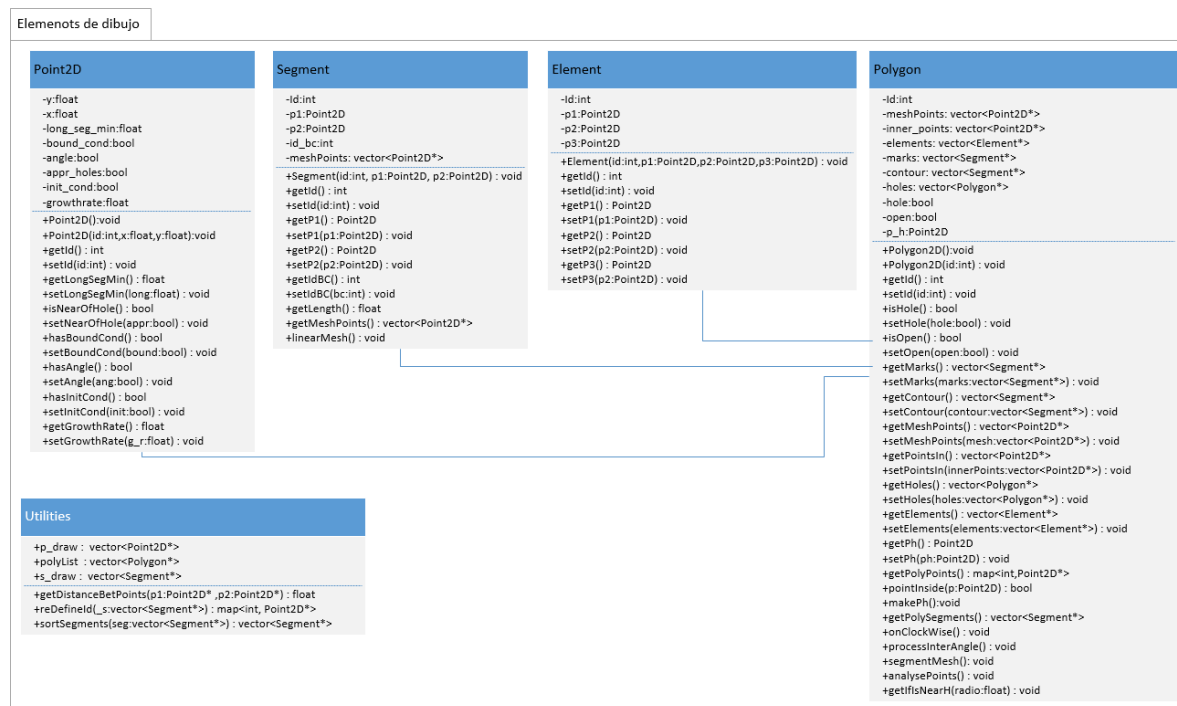 Elemenots de dibujo
Point2D
-y:float
-x:float
-long_seg_min:float
-bound_cond:bool
-angle:bool
-appr_holes:bool
-init_cond:bool
-growthrate:float
+Point2D():void
+Point2D(id:int,x:float,y:float):void
+getId() : int
+setId(id:int) : void
+getLongSegMin() : float
+setLongSegMin(long:float) : void
+isNearOfHole() : bool
+setNearOfHole(appr:bool) : void
+hasBoundCond() : bool
+setBoundCond(bound:bool) : void
+hasAngle() : bool
+setAngle(ang:bool) : void
+hasInitCond() : bool
+setInitCond(init:bool) : void
+getGrowthRate() : float
+setGrowthRate(g_r:float) : void
Segment
-Id:int
-p1:Point2D
-p2:Point2D
-id_bc:int
-meshPoints: vector<Point2D*>
+Segment(id:int, p1:Point2D, p2:Point2D) : void
+getId() : int
+setId(id:int) : void
+getP1() : Point2D
+setP1(p1:Point2D) : void
+getP2() : Point2D
+setP2(p2:Point2D) : void
+getIdBC() : int
+setIdBC(bc:int) : void
+getLength() : float
+getMeshPoints() : vector<Point2D*>
+linearMesh() : void
Element
-Id:int
-p1:Point2D
-p2:Point2D
-p3:Point2D
+Element(id:int,p1:Point2D,p2:Point2D,p3:Point2D) : void
+getId() : int
+setId(id:int) : void
+getP1() : Point2D
+setP1(p1:Point2D) : void
+getP2() : Point2D
+setP2(p2:Point2D) : void
+getP3() : Point2D
+setP3(p2:Point2D) : void
Polygon
-Id:int
-meshPoints: vector<Point2D*>
-inner_points: vector<Point2D*>
-elements: vector<Element*>
-marks: vector<Segment*>
-contour: vector<Segment*>
-holes: vector<Polygon*>
-hole:bool
-open:bool
-p_h:Point2D
+Polygon2D():void
+Polygon2D(id:int) : void
+getId() : int
+setId(id:int) : void
+isHole() : bool
+setHole(hole:bool) : void
+isOpen() : bool
+setOpen(open:bool) : void
+getMarks() : vector<Segment*>
+setMarks(marks:vector<Segment*>) : void
+getContour() : vector<Segment*>
+setContour(contour:vector<Segment*>) : void
+getMeshPoints() : vector<Point2D*>
+setMeshPoints(mesh:vector<Point2D*>) : void
+getPointsIn() : vector<Point2D*>
+setPointsIn(innerPoints:vector<Point2D*>) : void
+getHoles() : vector<Polygon*>
+setHoles(holes:vector<Polygon*>) : void
+getElements() : vector<Element*>
+setElements(elements:vector<Element*>) : void
+getPh() : Point2D
+setPh(ph:Point2D) : void
+getPolyPoints() : map<int,Point2D*>
+pointInside(p:Point2D) : bool
+makePh():void
+getPolySegments() : vector<Segment*>
+onClockWise() : void
+processInterAngle() : void
+segmentMesh(): void
+analysePoints() : void
+getIfIsNearH(radio:float) : void
Utilities
+p_draw : vector<Point2D*>
+polyList : vector<Polygon*>
+s_draw : vector<Segment*>
+getDistanceBetPoints(p1:Point2D* ,p2:Point2D*) : float
+reDefineId(_s:vector<Segment*>) : map<int, Point2D*>
+sortSegments(seg:vector<Segment*>) : vector<Segment*>